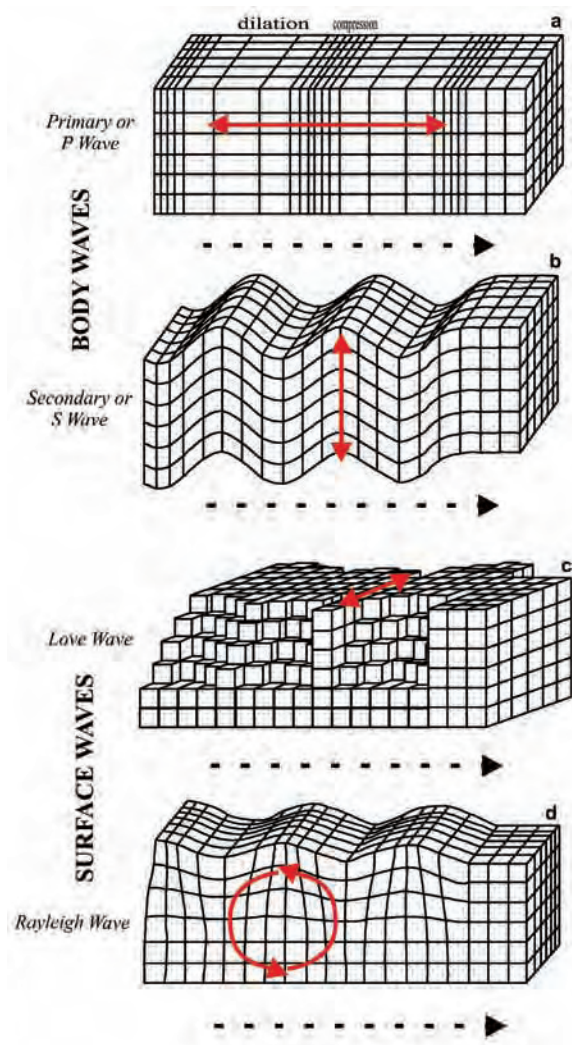 dilation compression a
Primary or
P Wave
BODY WAVES
b
Secondary or
S Wave
c
Love Wave
SURFACE WAVES
d
Rayleigh Wave